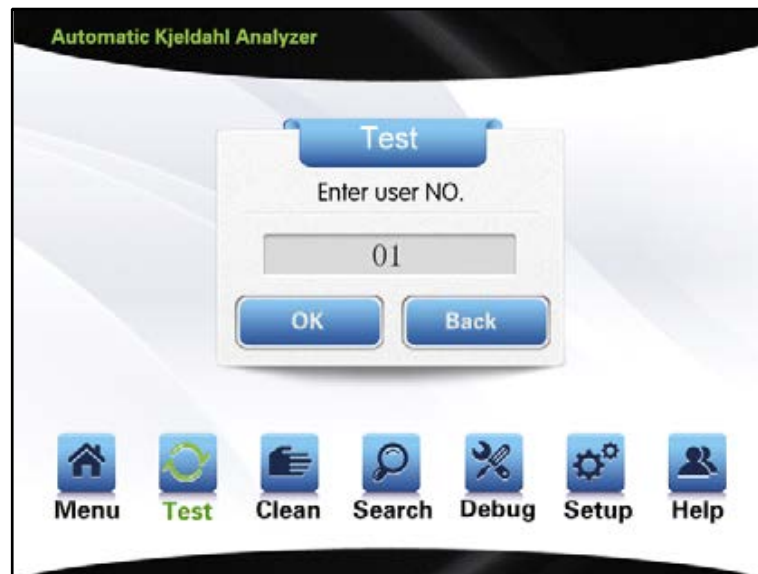 Automatic Kjeldahl Analyzer
Test
Enter user NO.
01
OK Back
Menu Test Clean Search Debug Setup Help